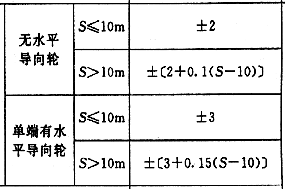 无水平
导向轮
S≤10m
±2
S>10m
±〔2+0.1(S-10)〕
单端有水
平导向轮
S≤10m
±3
S>10m
±〔3+0.15(S-10)〕